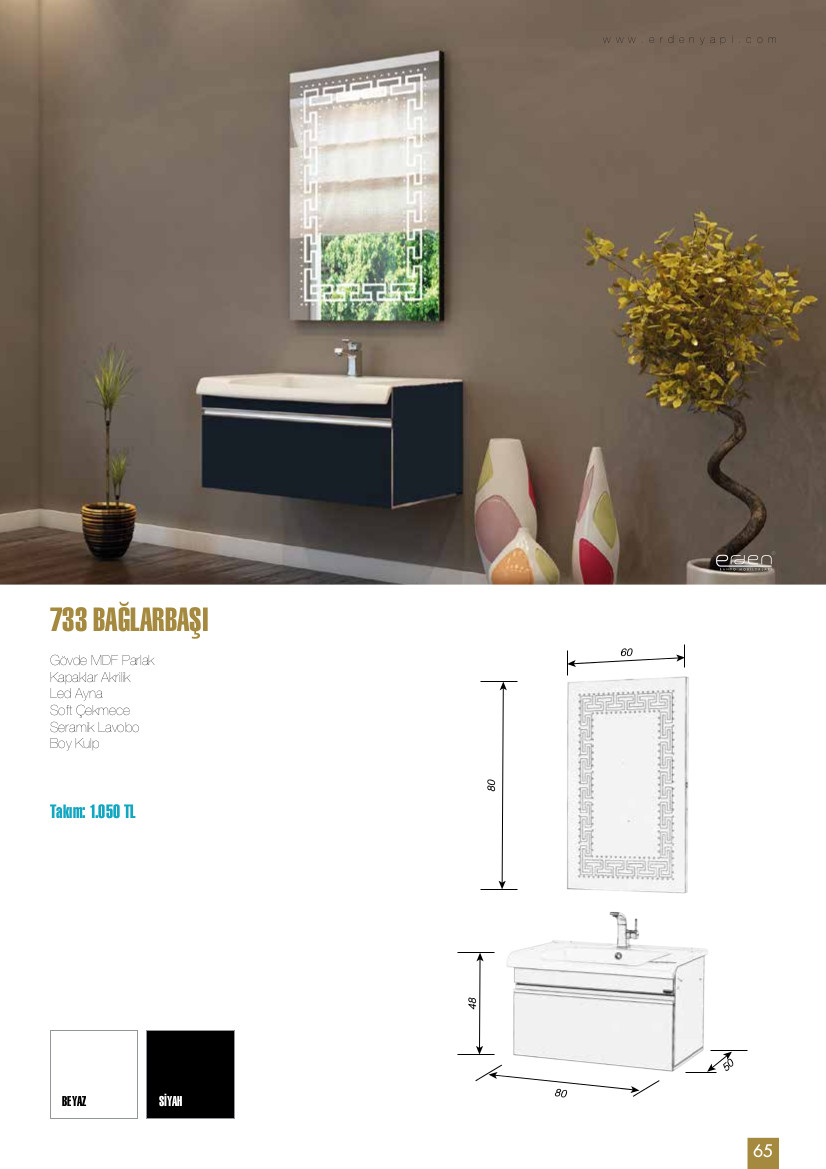 www.erdenyapi.com
erden
733 BAĞLARBAŞI
Gövde MDF Parlak
Kapaklar Akrilik
Led Ayna
Soft Çekmece
Seramik Lavobo
Boy Kulp
Takım: 1.050 TL
60
80
48
50
80
BEYAZ
SİYAH
65